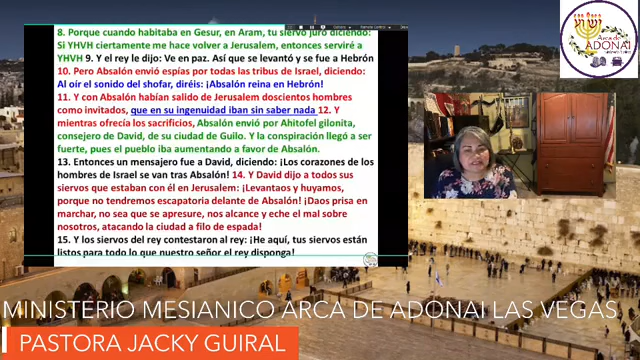 8. Porque cuando habitaba en Gesur, en Aram, tu siervo juró diciendo:
Si YHVH ciertamente me hace volver a Jerusalem, entonces serviré a
YHVH 9. Y el rey le dijo: Ve en paz. Así que se levantó y se fue a Hebrón
10. Pero Absalón envió espías por todas las tribus de Israel, diciendo:
Al oír el sonido del shofar, diréis: ¡Absalón reina en Hebrón!
11. Y con Absalón habían salido de Jerusalem doscientos hombres
como invitados, que en su ingenuidad iban sin saber nada 12. Y
mientras ofrecía los sacrificios, Absalón envió por Ahitofel gilonita,
consejero de David, de su ciudad de Guilo. Y la conspiración llegó a ser
fuerte, pues el pueblo iba aumentando a favor de Absalón.
13. Entonces un mensajero fue a David, diciendo: ¡Los corazones de los
hombres de Israel se van tras Absalón! 14. Y David dijo a todos sus
siervos que estaban con él en Jerusalem: ¡Levantaos y huyamos,
porque no tendremos escapatoria delante de Absalón! ¡Daos prisa en
marchar, no sea que se apresure, nos alcance y eche el mal sobre
nosotros, atacando la ciudad a filo de espada!
15. Y los siervos del rey contestaron al rey: ¡He aquí, tus siervos están
listos para todo lo que nuestro señor el rey disponga!
Arca de
ADONAI
MINISTERIO MESIANICO ARCA DE ADONAI LAS VEGAS
PASTORA JACKY GUIRAL